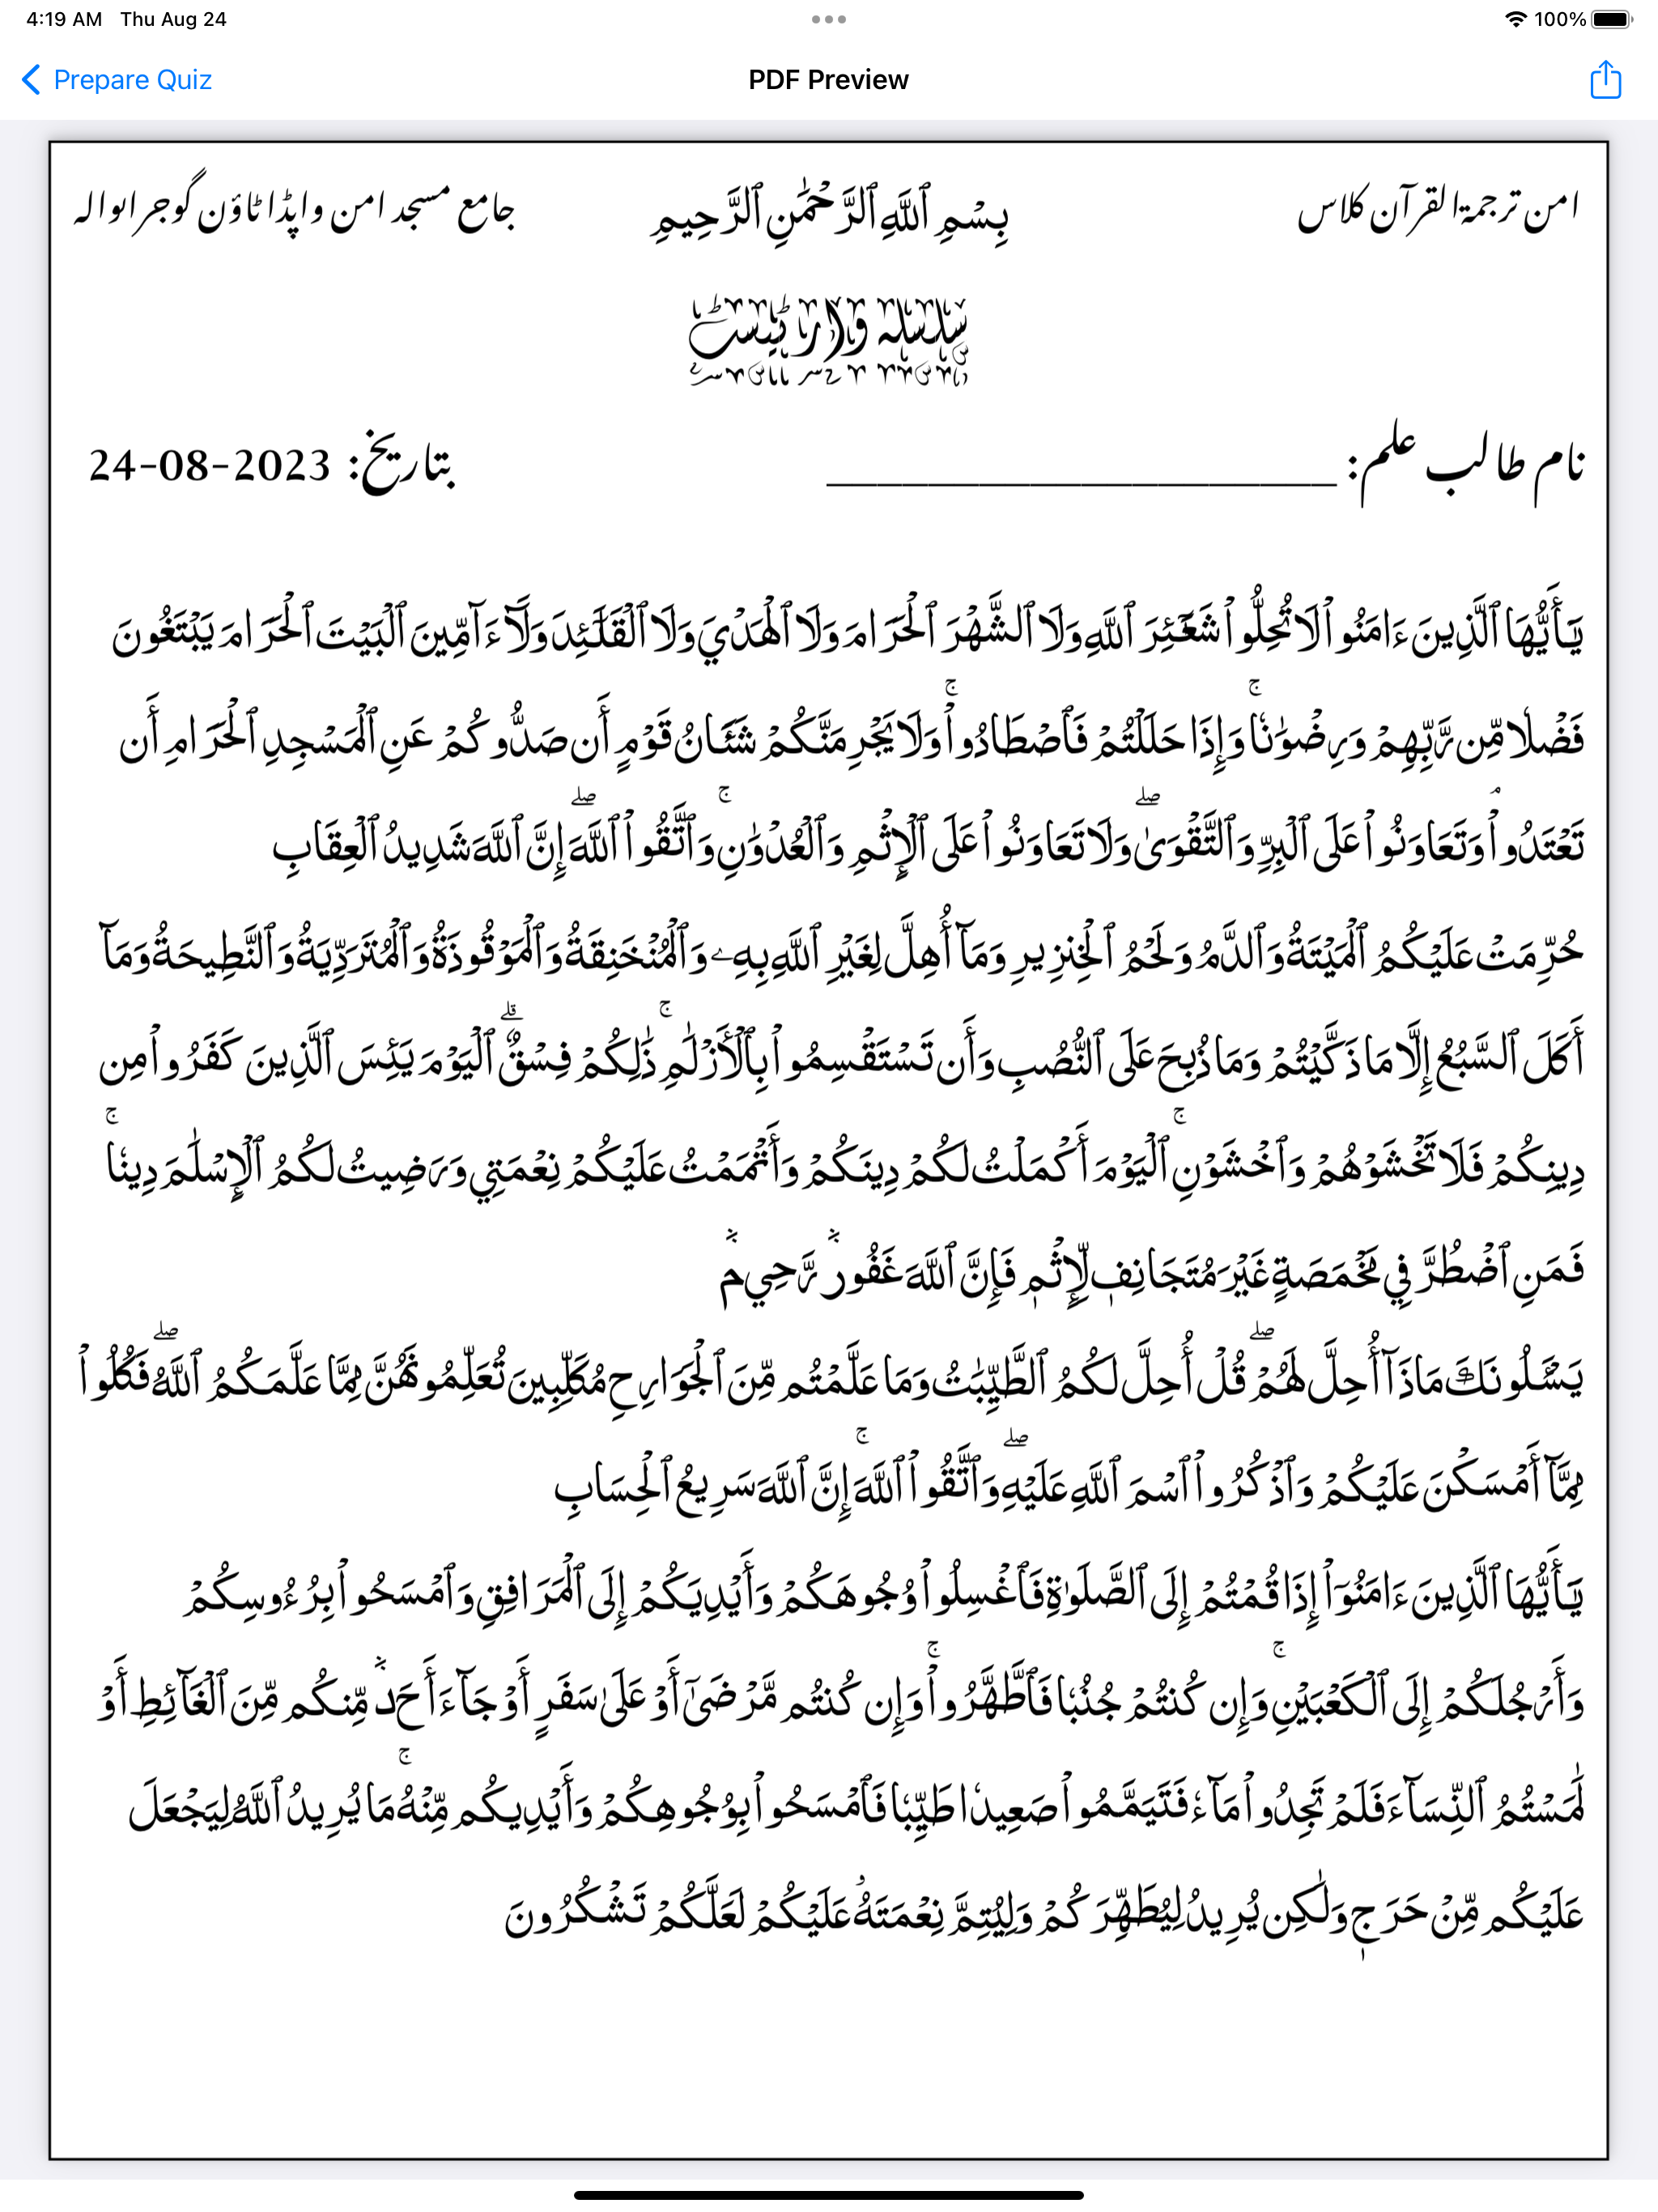 4:19 AM Thu Aug 24
100%
Prepare Quiz
PDF Preview
امن ترجمۃ القرآن کلاس
بِسْمِ ٱللَّهِ ٱلرَّحْمَٰنِ ٱلرَّحِيمِ
جامع مسجد امن واپڈا ٹاؤن گوجرانوالہ
سلسلہ وار ٹیسٹ
نام طالب علم: ____________________
بتاریخ: 24-08-2023
يَٰٓأَيُّهَا ٱلَّذِينَ ءَامَنُوا۟ لَا تُحِلُّوا۟ شَعَٰٓئِرَ ٱللَّهِ وَلَا ٱلشَّهْرَ ٱلْحَرَامَ وَلَا ٱلْهَدْيَ وَلَا ٱلْقَلَٰٓئِدَ وَلَآ ءَآمِّينَ ٱلْبَيْتَ ٱلْحَرَامَ يَبْتَغُونَ
فَضْلًا مِّن رَّبِّهِمْ وَرِضْوَٰنًا ۚ وَإِذَا حَلَلْتُمْ فَٱصْطَادُوا۟ ۚ وَلَا يَجْرِمَنَّكُمْ شَنَـَٔانُ قَوْمٍ أَن صَدُّوكُمْ عَنِ ٱلْمَسْجِدِ ٱلْحَرَامِ أَن
تَعْتَدُوا۟ ۘ وَتَعَاوَنُوا۟ عَلَى ٱلْبِرِّ وَٱلتَّقْوَىٰ ۖ وَلَا تَعَاوَنُوا۟ عَلَى ٱلْإِثْمِ وَٱلْعُدْوَٰنِ ۚ وَٱتَّقُوا۟ ٱللَّهَ ۖ إِنَّ ٱللَّهَ شَدِيدُ ٱلْعِقَابِ
حُرِّمَتْ عَلَيْكُمُ ٱلْمَيْتَةُ وَٱلدَّمُ وَلَحْمُ ٱلْخِنزِيرِ وَمَآ أُهِلَّ لِغَيْرِ ٱللَّهِ بِهِۦ وَٱلْمُنْخَنِقَةُ وَٱلْمَوْقُوذَةُ وَٱلْمُتَرَدِّيَةُ وَٱلنَّطِيحَةُ وَمَآ
أَكَلَ ٱلسَّبُعُ إِلَّا مَا ذَكَّيْتُمْ وَمَا ذُبِحَ عَلَى ٱلنُّصُبِ وَأَن تَسْتَقْسِمُوا۟ بِٱلْأَزْلَٰمِ ۚ ذَٰلِكُمْ فِسْقٌ ۗ ٱلْيَوْمَ يَئِسَ ٱلَّذِينَ كَفَرُوا۟ مِن
دِينِكُمْ فَلَا تَخْشَوْهُمْ وَٱخْشَوْنِ ۚ ٱلْيَوْمَ أَكْمَلْتُ لَكُمْ دِينَكُمْ وَأَتْمَمْتُ عَلَيْكُمْ نِعْمَتِي وَرَضِيتُ لَكُمُ ٱلْإِسْلَٰمَ دِينًا ۚ
فَمَنِ ٱضْطُرَّ فِي مَخْمَصَةٍ غَيْرَ مُتَجَانِفٍ لِّإِثْمٍ فَإِنَّ ٱللَّهَ غَفُورٌ رَّحِيمٌ
يَسْـَٔلُونَكَ مَاذَآ أُحِلَّ لَهُمْ ۖ قُلْ أُحِلَّ لَكُمُ ٱلطَّيِّبَٰتُ وَمَا عَلَّمْتُم مِّنَ ٱلْجَوَارِحِ مُكَلِّبِينَ تُعَلِّمُونَهُنَّ مِمَّا عَلَّمَكُمُ ٱللَّهُ ۖ فَكُلُوا۟
مِمَّآ أَمْسَكْنَ عَلَيْكُمْ وَٱذْكُرُوا۟ ٱسْمَ ٱللَّهِ عَلَيْهِ ۖ وَٱتَّقُوا۟ ٱللَّهَ ۚ إِنَّ ٱللَّهَ سَرِيعُ ٱلْحِسَابِ
يَٰٓأَيُّهَا ٱلَّذِينَ ءَامَنُوٓا۟ إِذَا قُمْتُمْ إِلَى ٱلصَّلَوٰةِ فَٱغْسِلُوا۟ وُجُوهَكُمْ وَأَيْدِيَكُمْ إِلَى ٱلْمَرَافِقِ وَٱمْسَحُوا۟ بِرُءُوسِكُمْ
وَأَرْجُلَكُمْ إِلَى ٱلْكَعْبَيْنِ ۚ وَإِن كُنتُمْ جُنُبًا فَٱطَّهَّرُوا۟ ۚ وَإِن كُنتُم مَّرْضَىٰٓ أَوْ عَلَىٰ سَفَرٍ أَوْ جَآءَ أَحَدٌ مِّنكُم مِّنَ ٱلْغَآئِطِ أَوْ
لَٰمَسْتُمُ ٱلنِّسَآءَ فَلَمْ تَجِدُوا۟ مَآءً فَتَيَمَّمُوا۟ صَعِيدًا طَيِّبًا فَٱمْسَحُوا۟ بِوُجُوهِكُمْ وَأَيْدِيكُم مِّنْهُ ۚ مَا يُرِيدُ ٱللَّهُ لِيَجْعَلَ
عَلَيْكُم مِّنْ حَرَجٍ وَلَٰكِن يُرِيدُ لِيُطَهِّرَكُمْ وَلِيُتِمَّ نِعْمَتَهُۥ عَلَيْكُمْ لَعَلَّكُمْ تَشْكُرُونَ